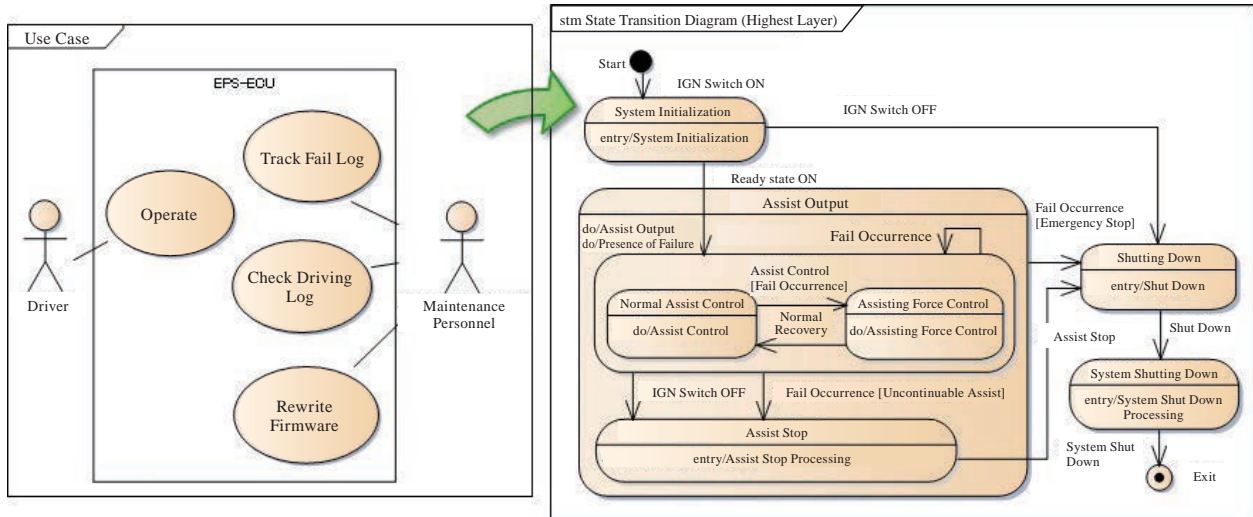 Use Case
EPS-ECU
Track Fail Log
Operate
Check Driving
Log
Driver
Maintenance
Personnel
Rewrite
Firmware
stm State Transition Diagram (Highest Layer)
Start
IGN Switch ON
System Initialization
entry/System Initialization
IGN Switch OFF
Ready state ON
Assist Output
do/Assist Output
do/Presence of Failure
Fail Occurrence
Fail Occurrence
[Emergency Stop]
Assist Control
[Fail Occurrence]
Normal Assist Control
do/Assist Control
Normal
Recovery
Assisting Force Control
do/Assisting Force Control
Shutting Down
entry/Shut Down
Assist Stop
Shut Down
IGN Switch OFF
Fail Occurrence [Uncontinuable Assist]
System Shutting Down
entry/System Shut Down
Processing
Assist Stop
entry/Assist Stop Processing
System Shut
Down
Exit